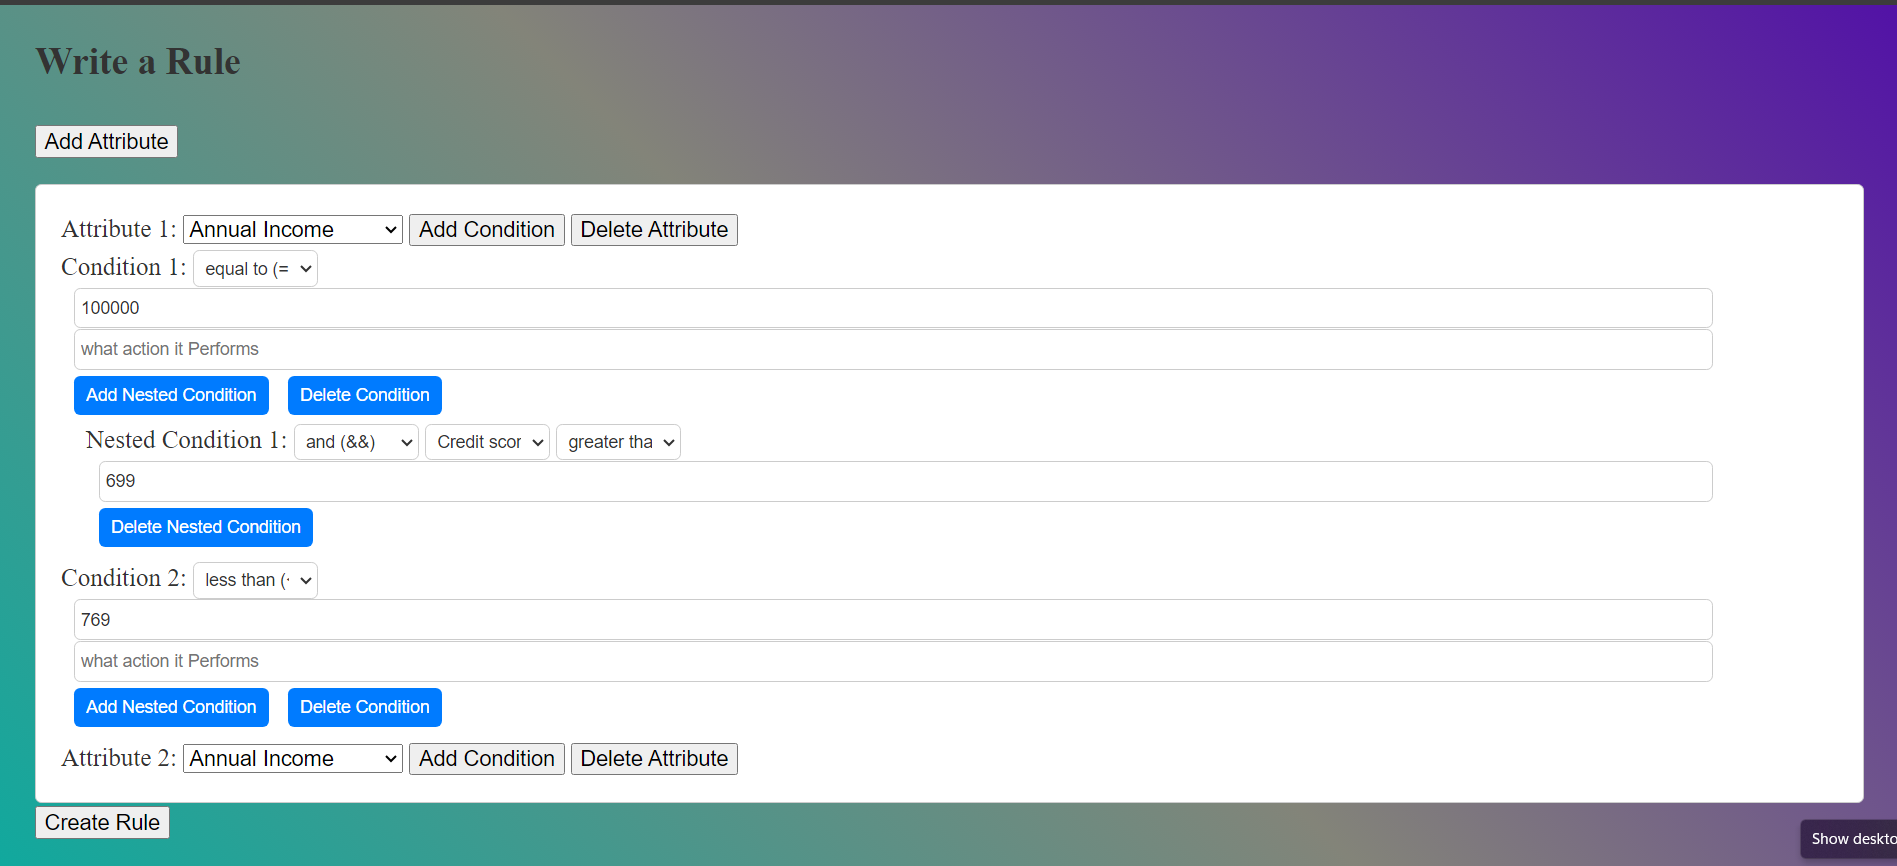 Write a Rule
Add Attribute
Attribute 1: Annual Income Add Condition Delete Attribute
Condition 1: equal to (=
100000
what action it Performs
Add Nested Condition Delete Condition
Nested Condition 1: and (&&) Credit scor greater tha
699
Delete Nested Condition
Condition 2: less than (
769
what action it Performs
Add Nested Condition Delete Condition
Attribute 2: Annual Income Add Condition Delete Attribute
Create Rule
Show deskto